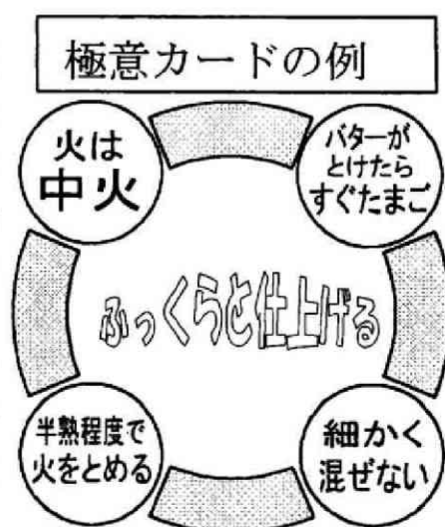 極意カードの例
火は
中火
バターが
とけたら
すぐたまご
ふっくらと仕上げる
半熟程度で
火をとめる
細かく
混ぜない